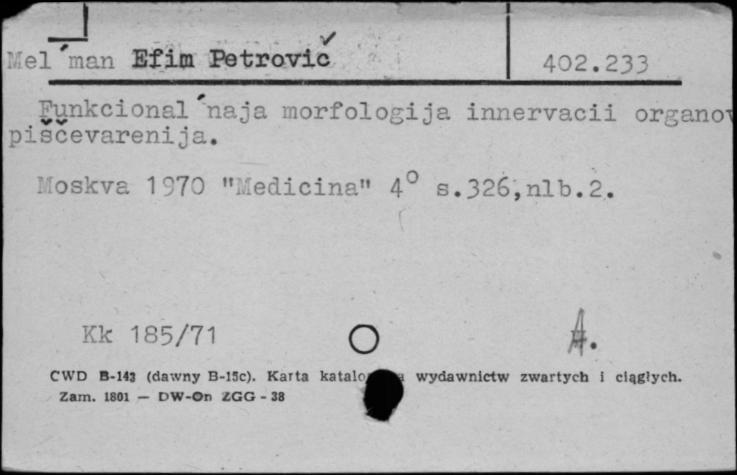 Mel´man Efim Petrovič 402.233
Funkcional´naja morfologija innervacii organov
piščevarenija.
Moskva 1970 "Medicina" 4° s.326,nlb.2.
Kk 185/71 A.
CWD B-143 (dawny B-15c). Karta wydawnictw zwartych i ciągłych.
Zam. 1801 — DW-On ZGG - 38